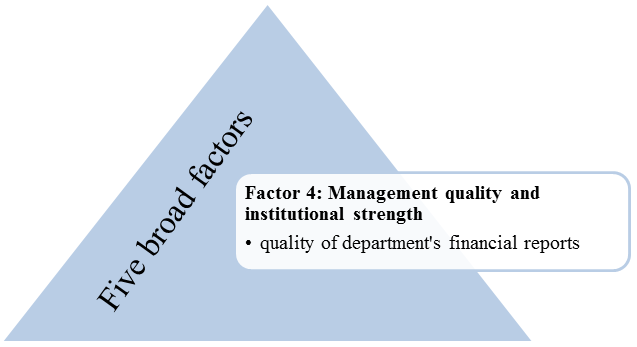 Five broad factors
Factor 4: Management quality and
institutional strength
• quality of department's financial reports